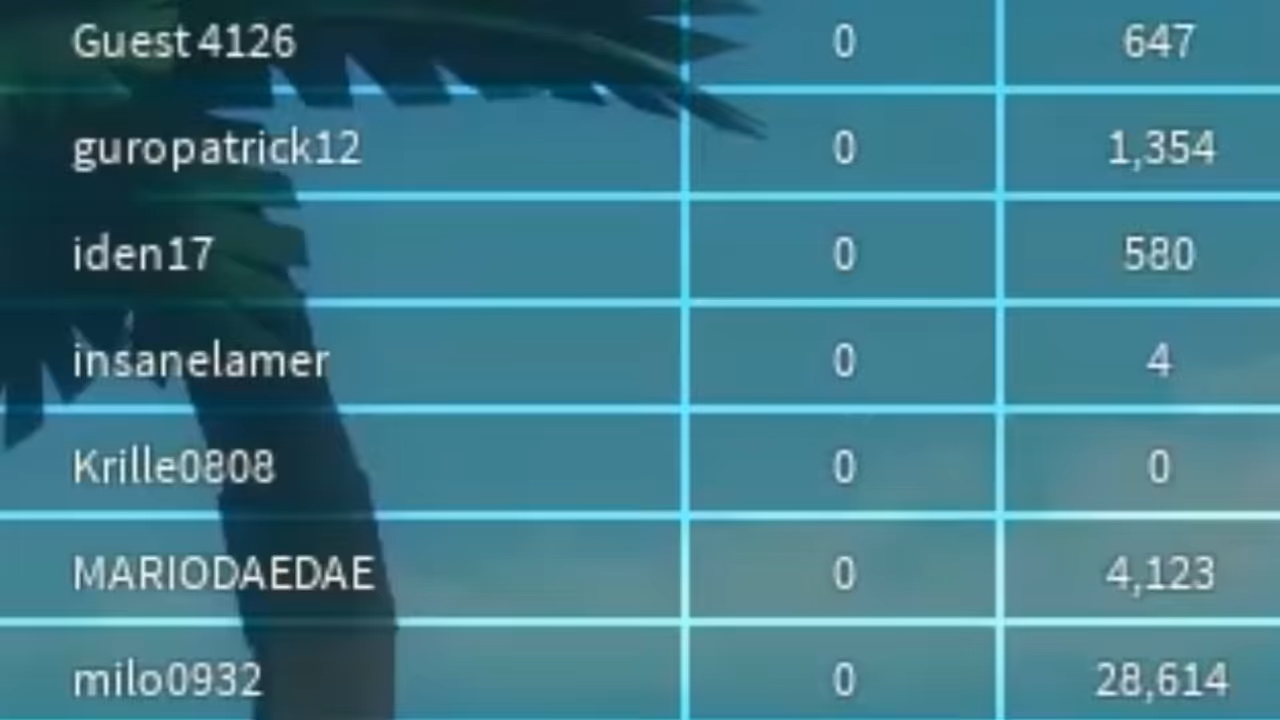 Guest 4126 0 647
guropatrick12 0 1,354
iden17 0 580
insanelamer 0 4
Krille0808 0 0
MARIODAEDAE 0 4,123
milo0932 0 28,614